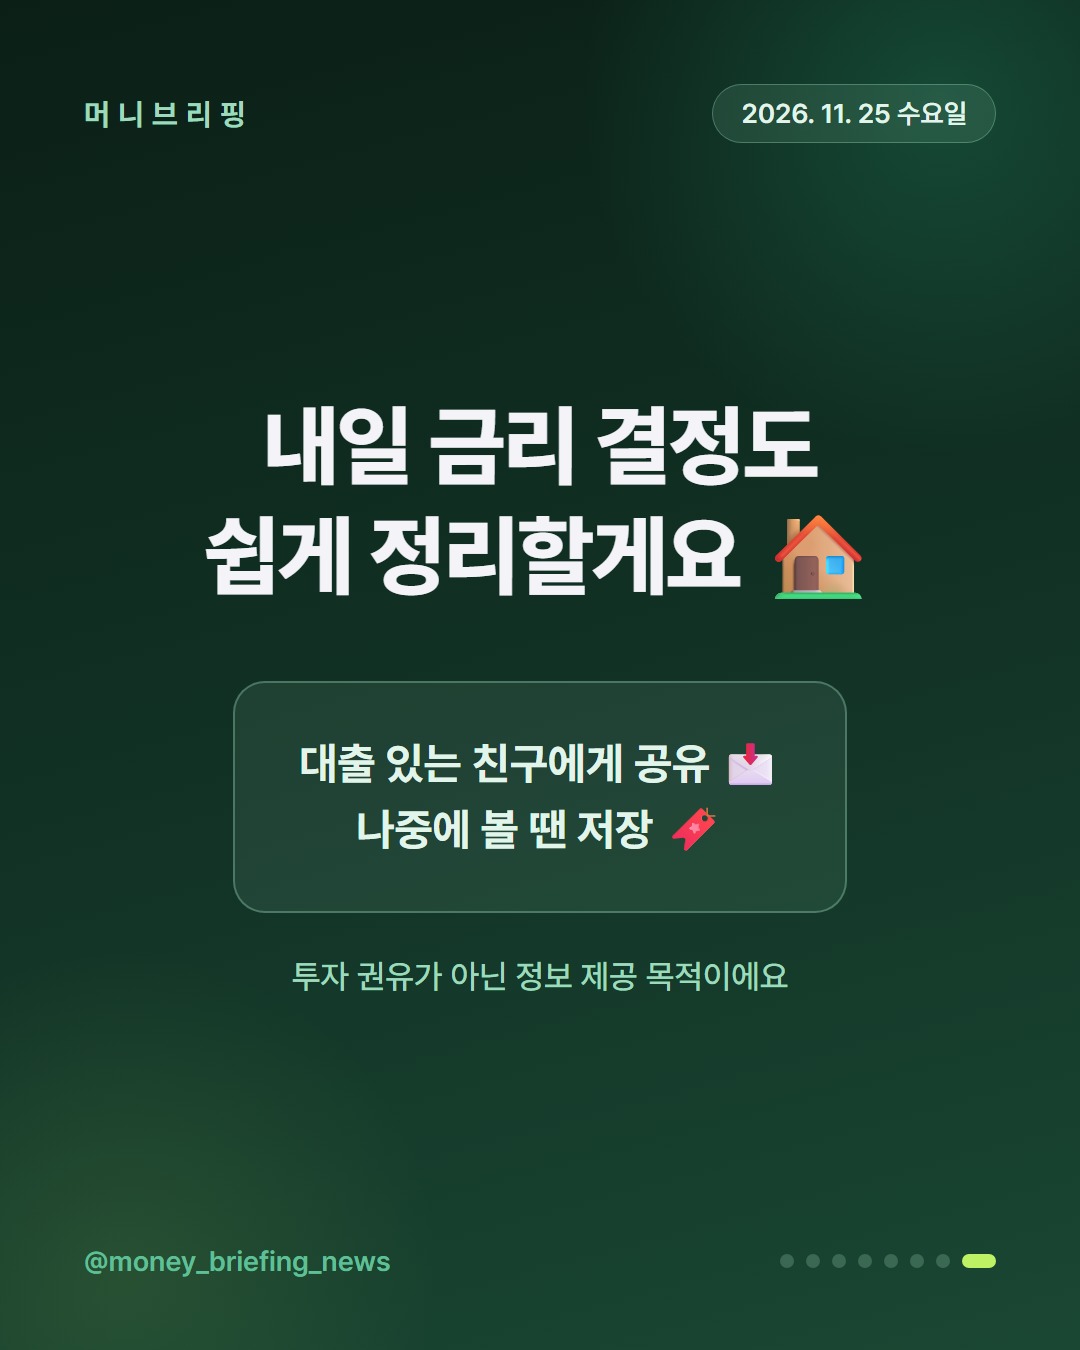 머니브리핑
2026. 11. 25 수요일
내일 금리 결정도
쉽게 정리할게요 🏠
대출 있는 친구에게 공유 📩
나중에 볼 땐 저장 🔖
투자 권유가 아닌 정보 제공 목적이에요
@money_briefing_news